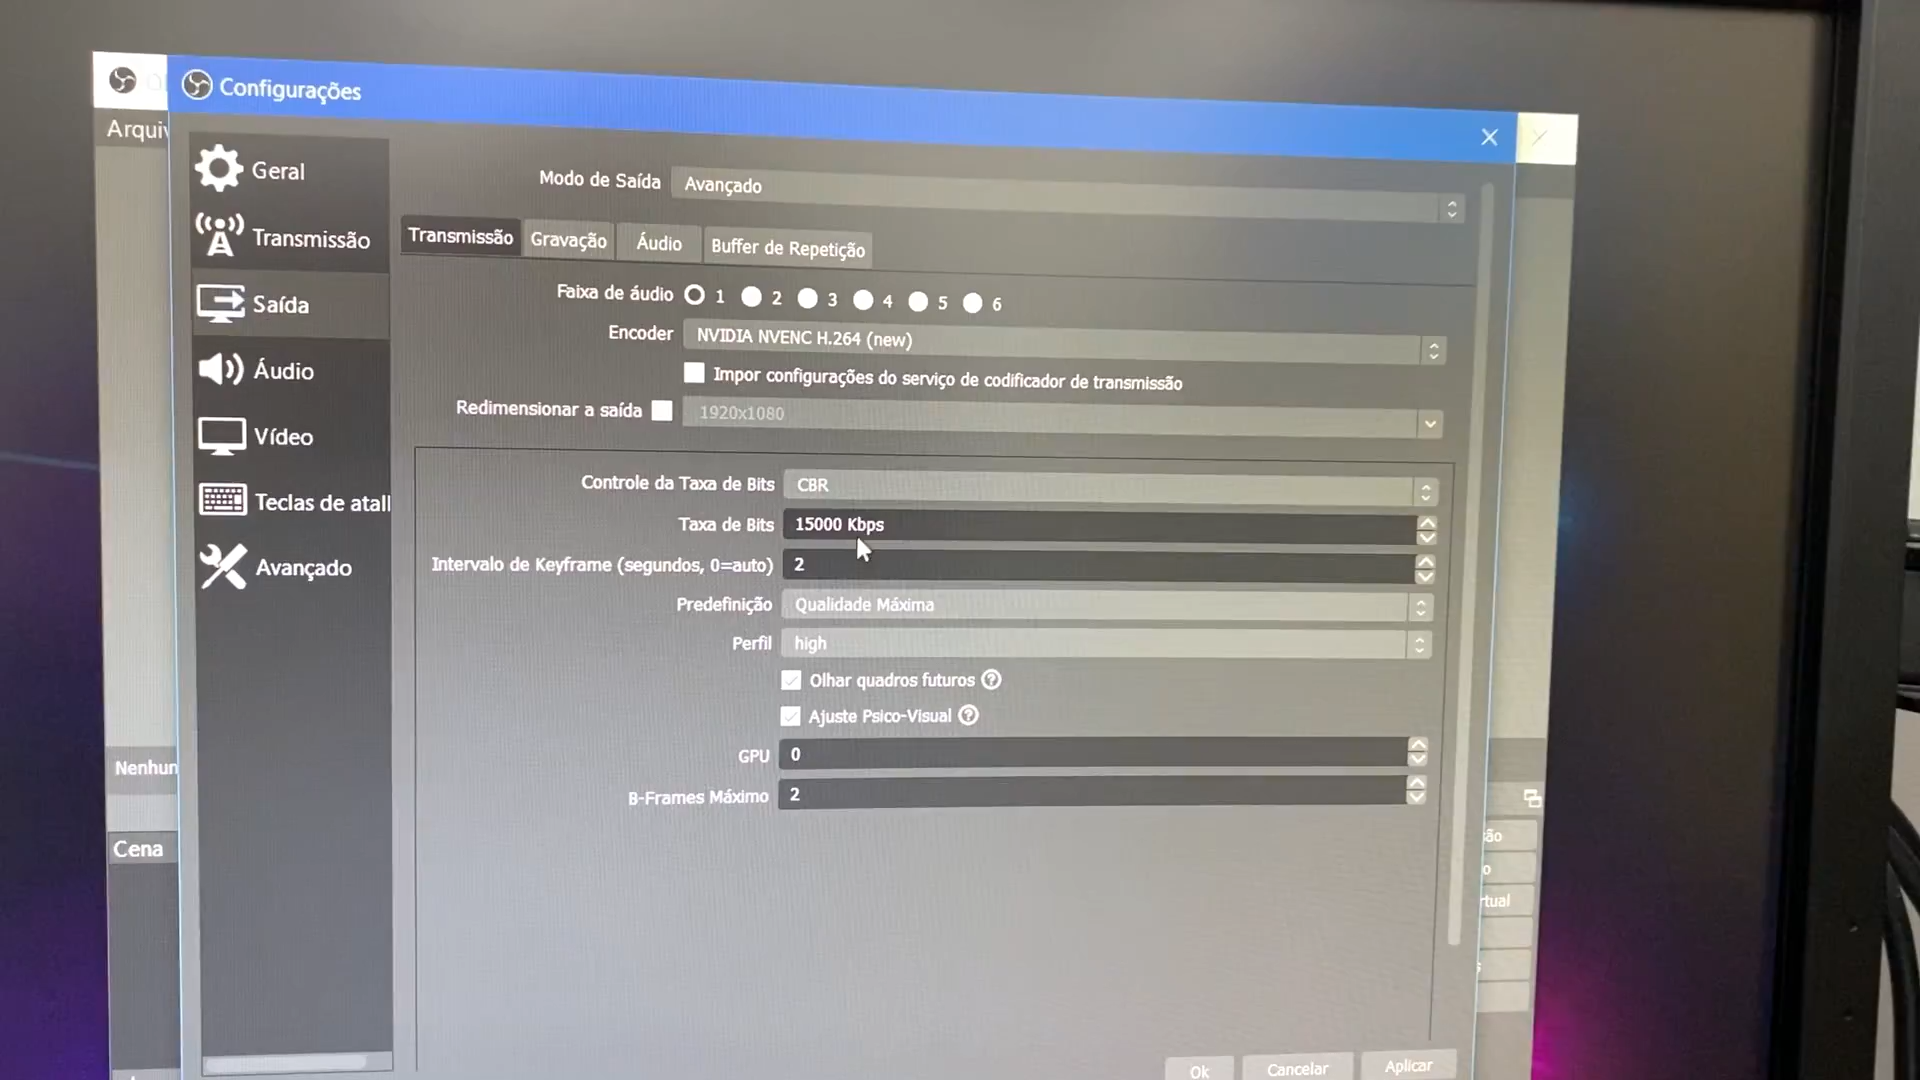 Configurações
Arquiv
Geral
Transmissão
Saída
Áudio
Vídeo
Teclas de atall
Avançado
Modo de Saída Avançado
Transmissão Gravação Áudio Buffer de Repetição
Faixa de áudio 1 2 3 4 5 6
Encoder NVIDIA NVENC H.264 (new)
Impor configurações do serviço de codificador de transmissão
Redimensionar a saída 1920x1080
Controle da Taxa de Bits CBR
Taxa de Bits 15000 Kbps
Intervalo de Keyframe (segundos, 0=auto) 2
Predefinição Qualidade Máxima
Perfil high
Olhar quadros futuros ?
Ajuste Psico-Visual ?
GPU 0
B-Frames Máximo 2
Nenhun
Cena
ão
o
rtual
Ok Cancelar Aplicar